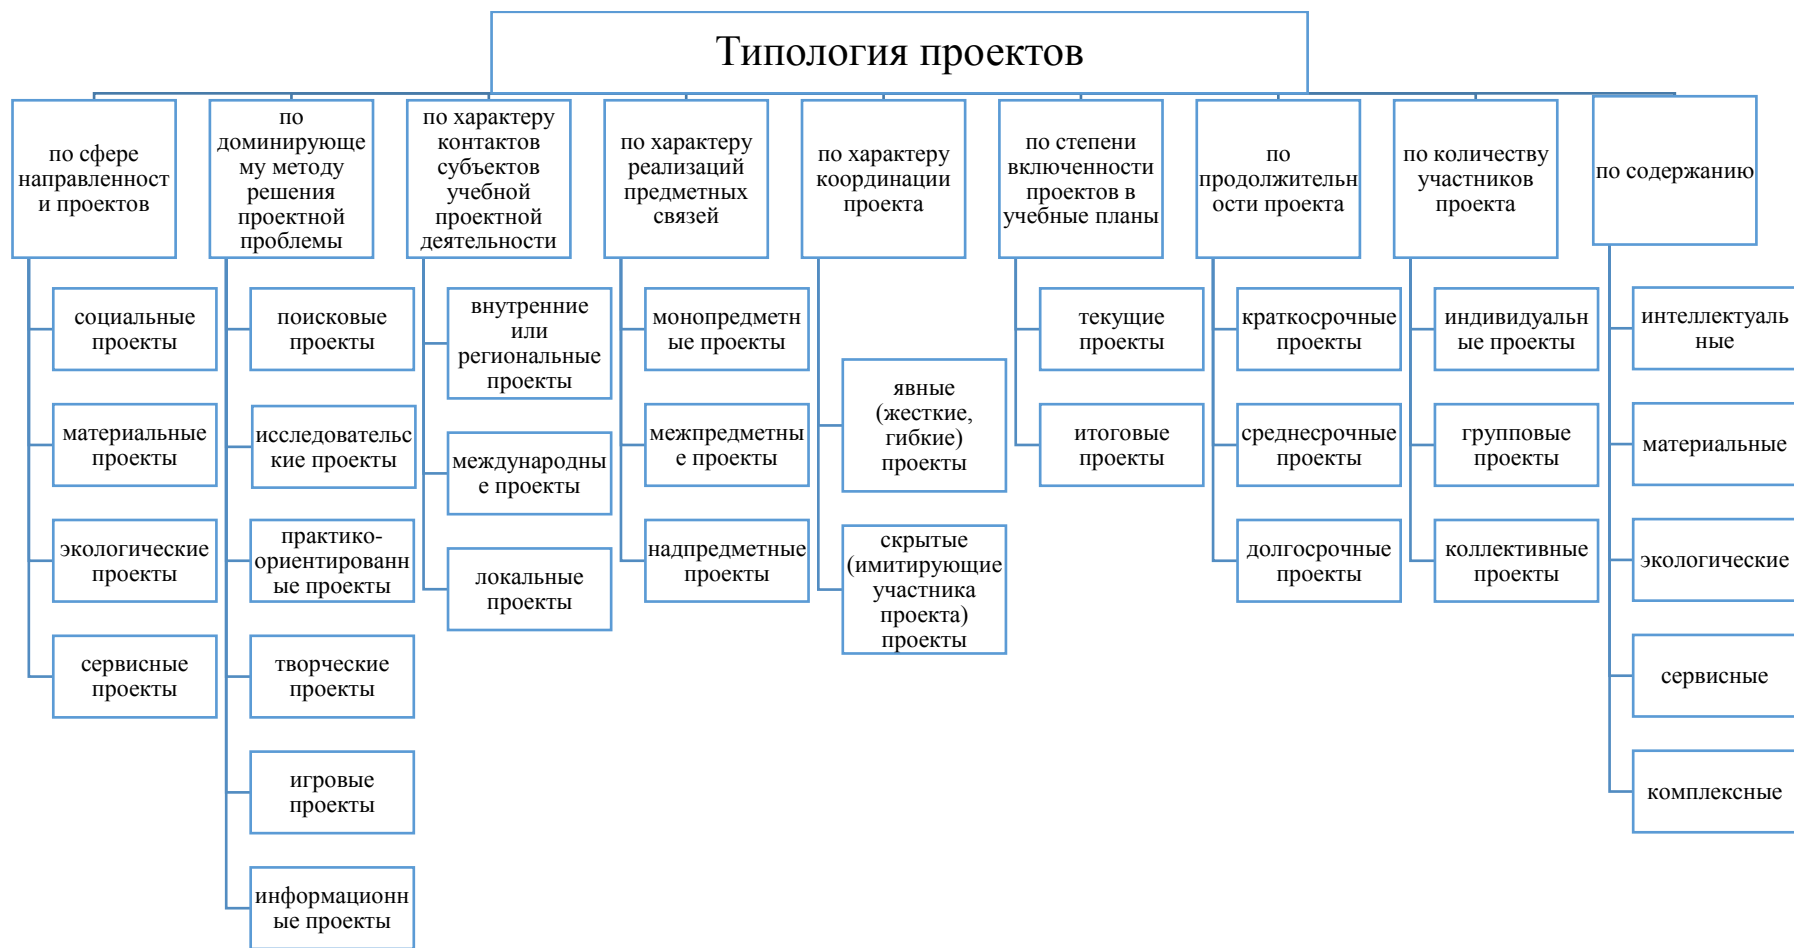 Типология проектов
по сфере
направленност
и проектов
социальные
проекты
материальные
проекты
экологические
проекты
сервисные
проекты
по
доминирующе
му методу
решения
проектной
проблемы
поисковые
проекты
исследовательс
кие проекты
практико-
ориентированн
ые проекты
творческие
проекты
игровые
проекты
информационн
ые проекты
по характеру
контактов
субъектов
учебной
проектной
деятельности
внутренние
или
региональные
проекты
международны
е проекты
локальные
проекты
по характеру
реализаций
предметных
связей
монопредметн
ые проекты
межпредметны
е проекты
надпредметные
проекты
по характеру
координации
проекта
явные
(жесткие,
гибкие)
проекты
скрытые
(имитирующие
участника
проекта)
проекты
по степени
включенности
проектов в
учебные планы
текущие
проекты
итоговые
проекты
по
продолжительн
ости проекта
краткосрочные
проекты
среднесрочные
проекты
долгосрочные
проекты
по количеству
участников
проекта
индивидуальн
ые проекты
групповые
проекты
коллективные
проекты
по содержанию
интеллектуаль
ные
материальные
экологические
сервисные
комплексные